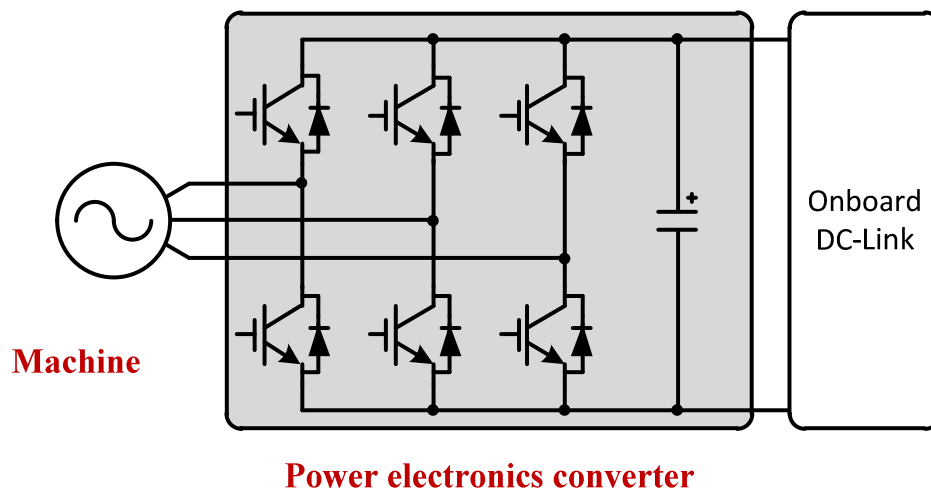 +
Onboard
DC-Link
Machine
Power electronics converter